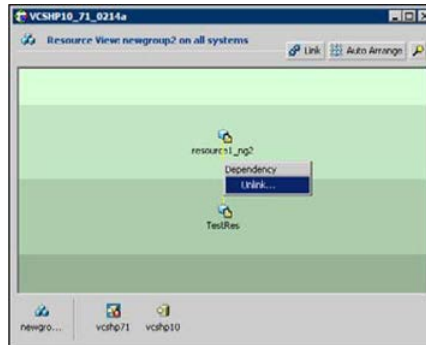 VCSHP10_71_0214a
Resource View: newgroup2 on all systems
Link
Auto Arrange
resource1_ng2
Dependency
Unlink...
TestRes
newgro...
vcshp71
vcshp10